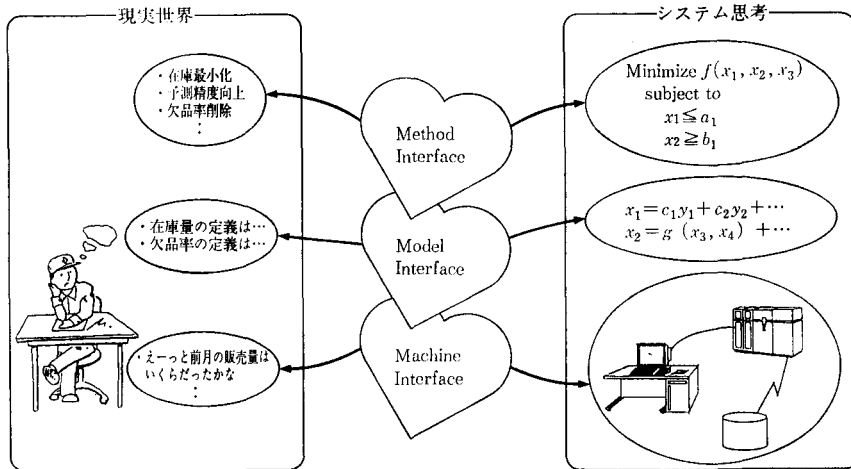 現実世界
システム思考
・在庫最小化
・予測精度向上
・欠品率削除
:
Method
Interface
Minimize f(x₁, x₂, x₃)
subject to
x₁≦a₁
x₂≧b₁
・在庫量の定義は…
・欠品率の定義は…
Model
Interface
x₁=c₁y₁+c₂y₂+…
x₂=g (x₃, x₄) +…
・えーっと前月の販売量は
いくらだったかな
:
Machine
Interface